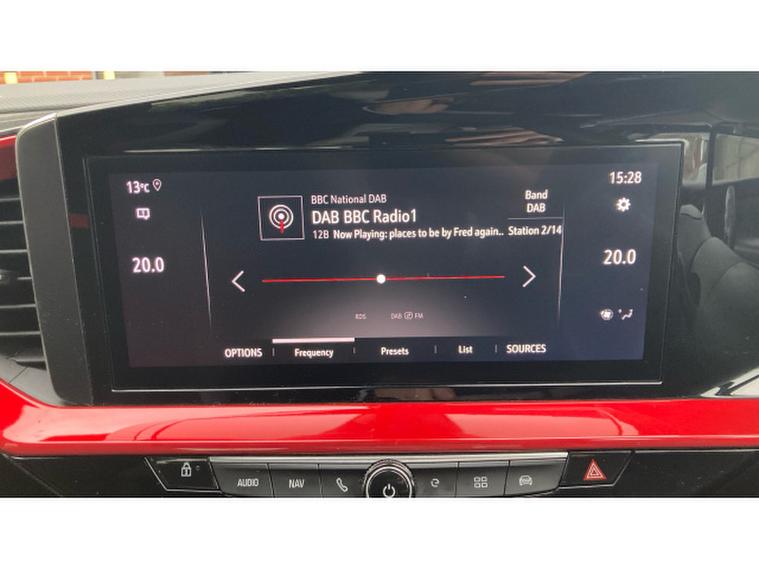 13°C
15:28
BBC National DAB
Band
DAB
DAB BBC Radio1
12B Now Playing: places to be by Fred again..
Station 2/14
20.0
20.0
RDS
DAB FM
OPTIONS
Frequency
Presets
List
SOURCES
AUDIO
NAV